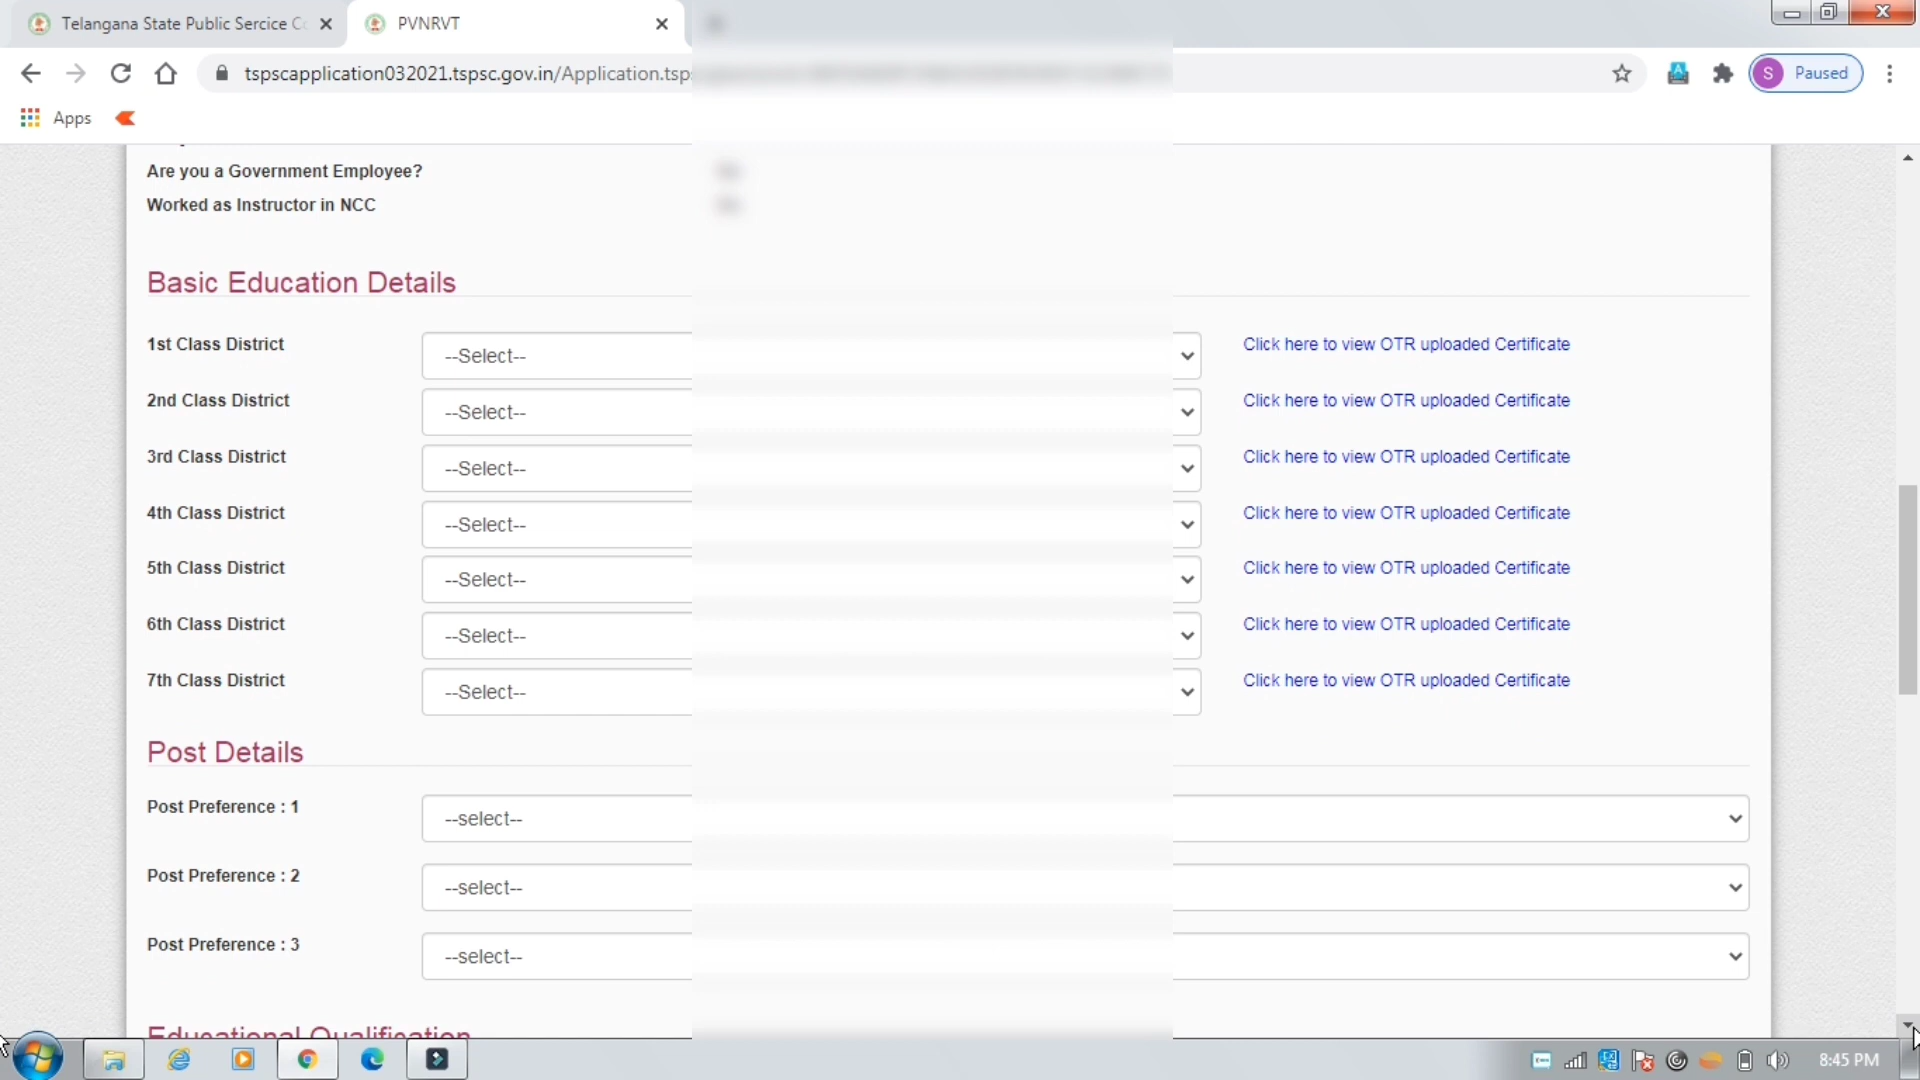 Telangana State Public Sercice C
PVNRVT
tspscapplication032021.tspsc.gov.in/Application.tsps
S Paused
Apps
Are you a Government Employee?
Worked as Instructor in NCC
Basic Education Details
1st Class District --Select-- Click here to view OTR uploaded Certificate
2nd Class District --Select-- Click here to view OTR uploaded Certificate
3rd Class District --Select-- Click here to view OTR uploaded Certificate
4th Class District --Select-- Click here to view OTR uploaded Certificate
5th Class District --Select-- Click here to view OTR uploaded Certificate
6th Class District --Select-- Click here to view OTR uploaded Certificate
7th Class District --Select-- Click here to view OTR uploaded Certificate
Post Details
Post Preference : 1 --select--
Post Preference : 2 --select--
Post Preference : 3 --select--
Educational Qualification
8:45 PM